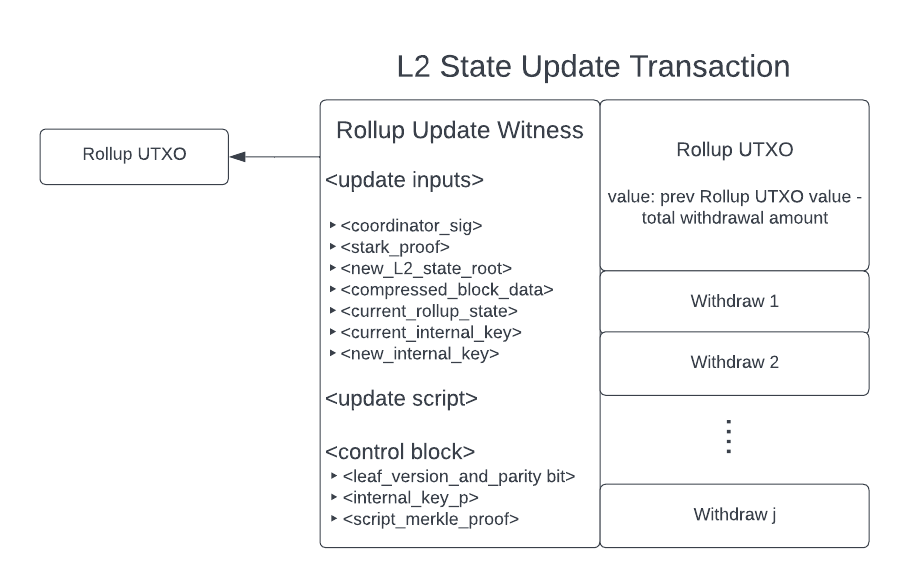 L2 State Update Transaction
Rollup UTXO
Rollup Update Witness
<update inputs>
‣ <coordinator_sig>
‣ <stark_proof>
‣ <new_L2_state_root>
‣ <compressed_block_data>
‣ <current_rollup_state>
‣ <current_internal_key>
‣ <new_internal_key>
<update script>
<control block>
‣ <leaf_version_and_parity bit>
‣ <internal_key_p>
‣ <script_merkle_proof>
Rollup UTXO
value: prev Rollup UTXO value -
total withdrawal amount
Withdraw 1
Withdraw 2
Withdraw j